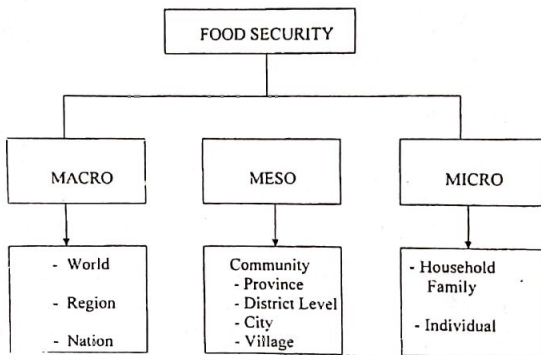 FOOD SECURITY
MACRO
MESO
MICRO
- World
- Region
- Nation
Community
- Province
- District Level
- City
- Village
- Household
Family
- Individual